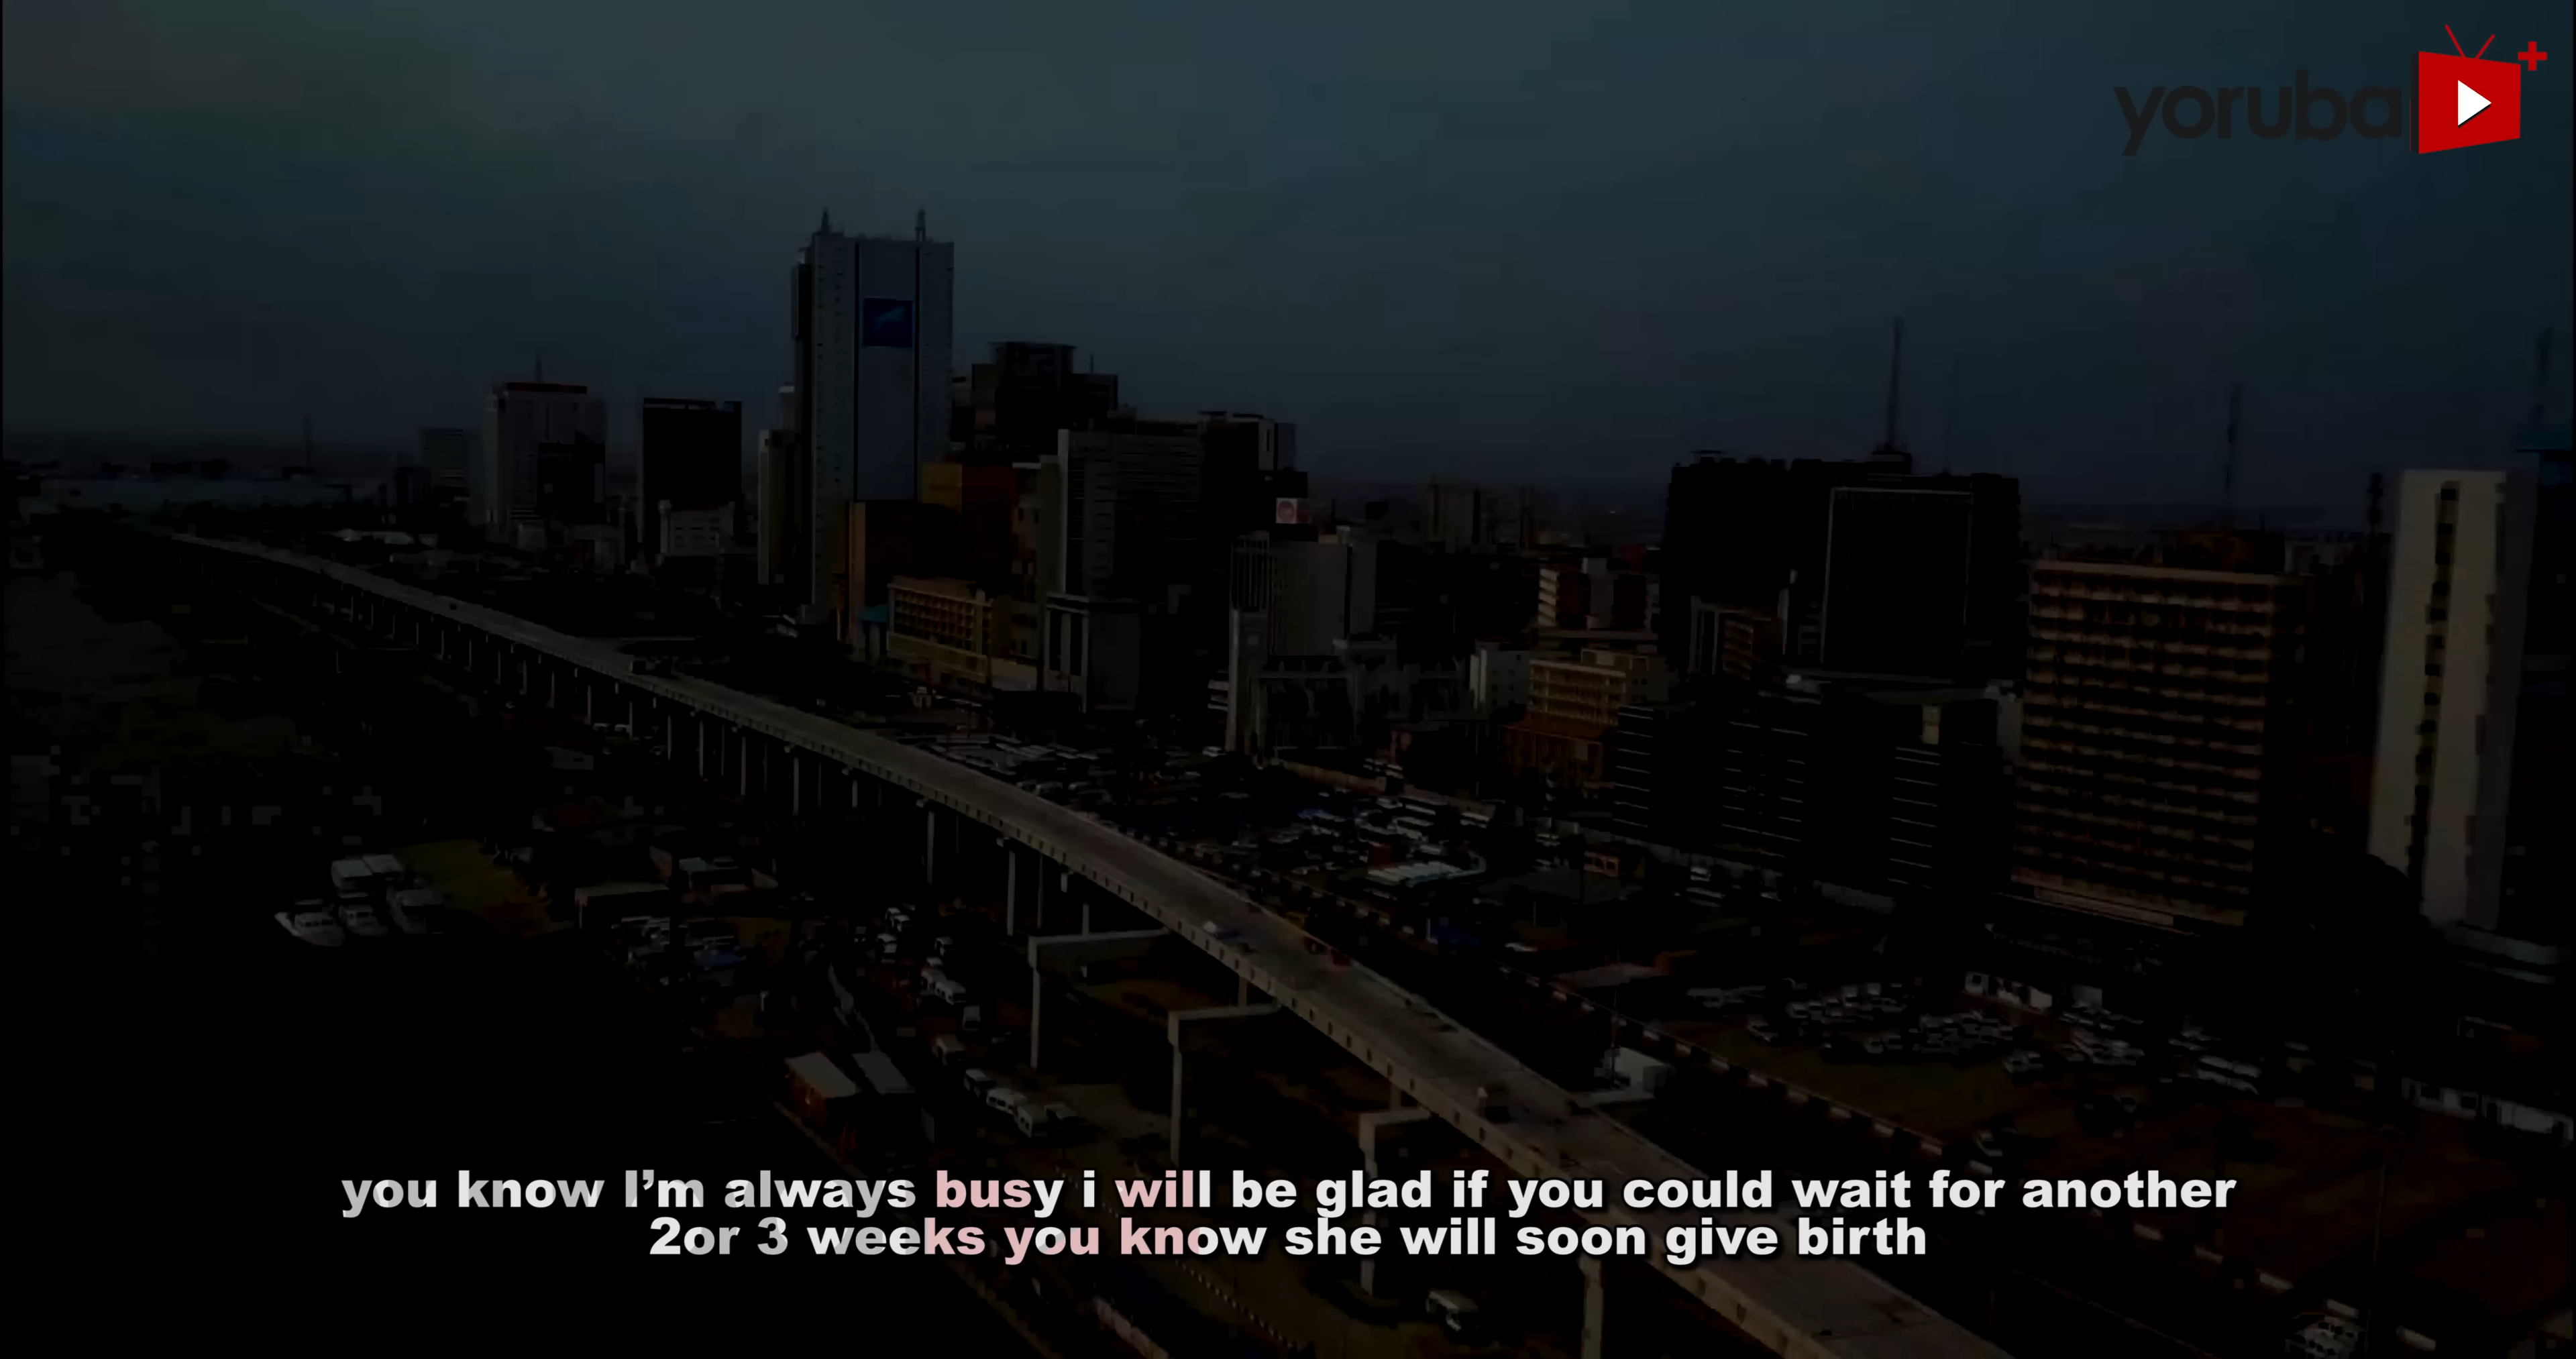 yoruba
you know I'm always busy i will be glad if you could wait for another
2or 3 weeks you know she will soon give birth